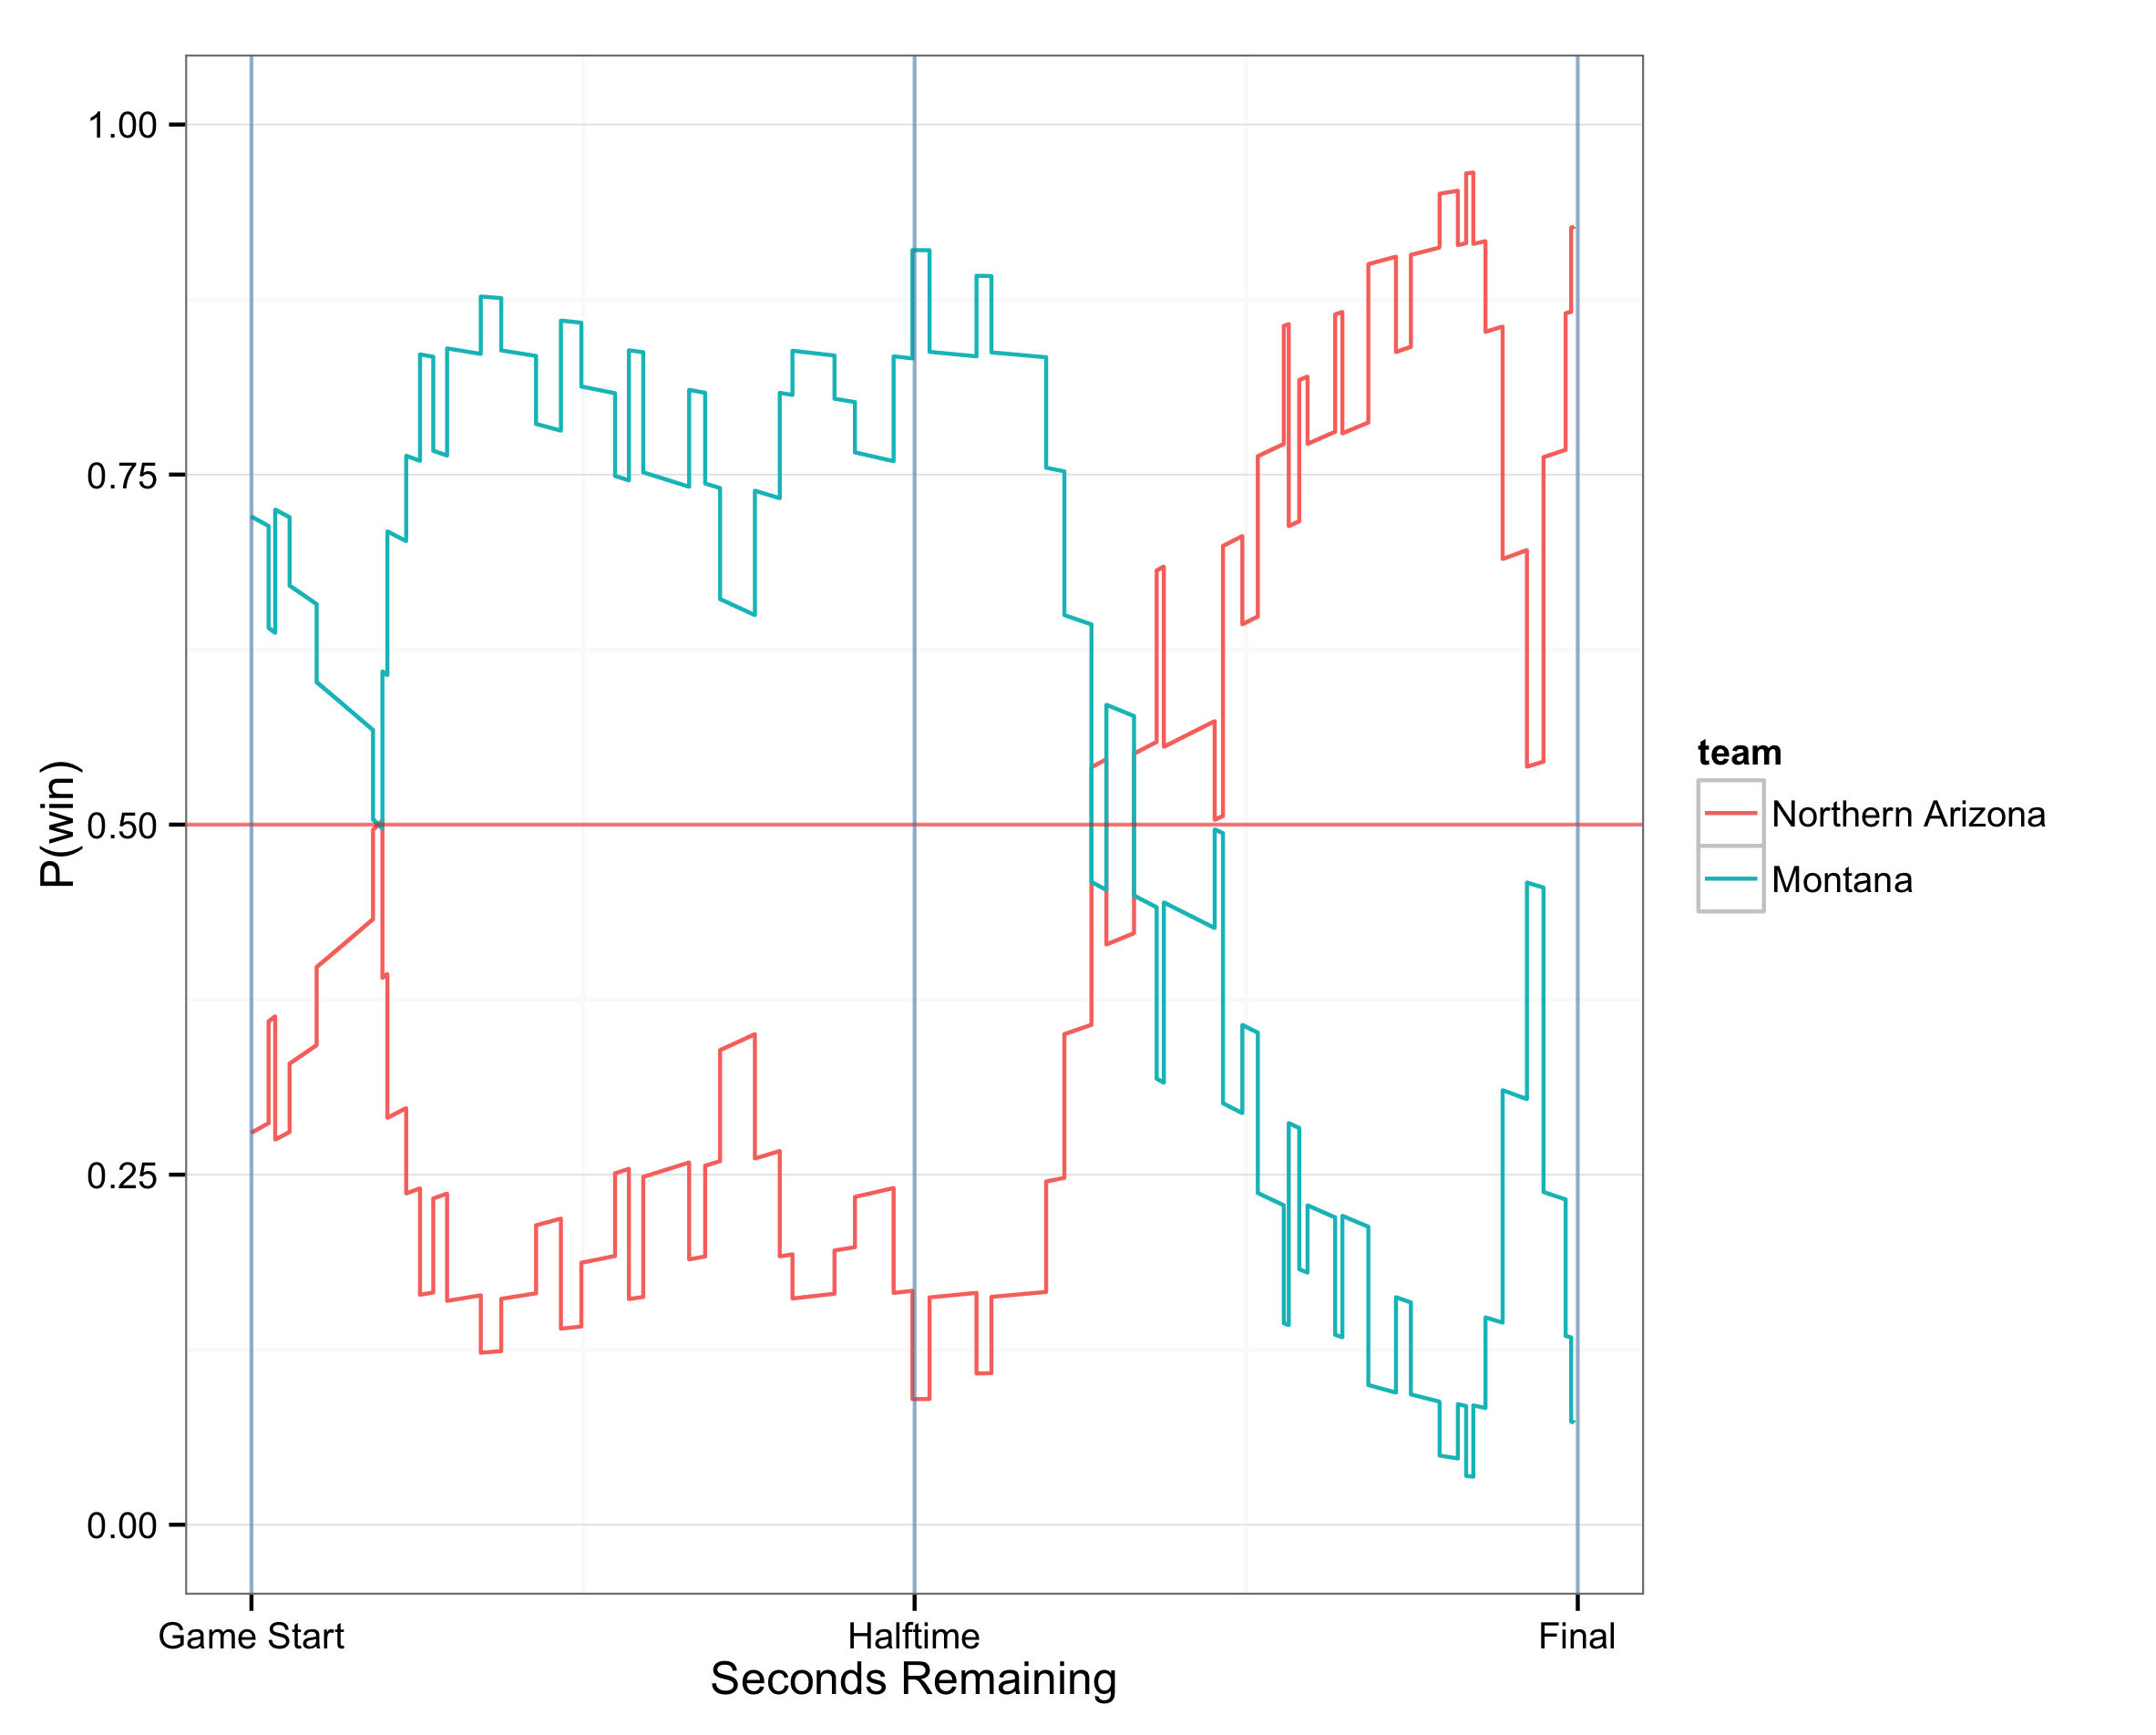 1.00
0.75
0.50
0.25
0.00
P(win)
Game Start
Halftime
Final
Seconds Remaining
team
Northern Arizona
Montana